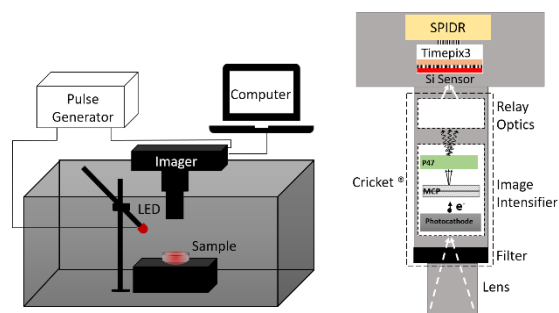 Pulse
Generator
Computer
Imager
LED
Sample
SPIDR
Timepix3
Si Sensor
Relay
Optics
P47
Cricket ®
MCP
Image
Intensifier
e-
Photocathode
Filter
Lens